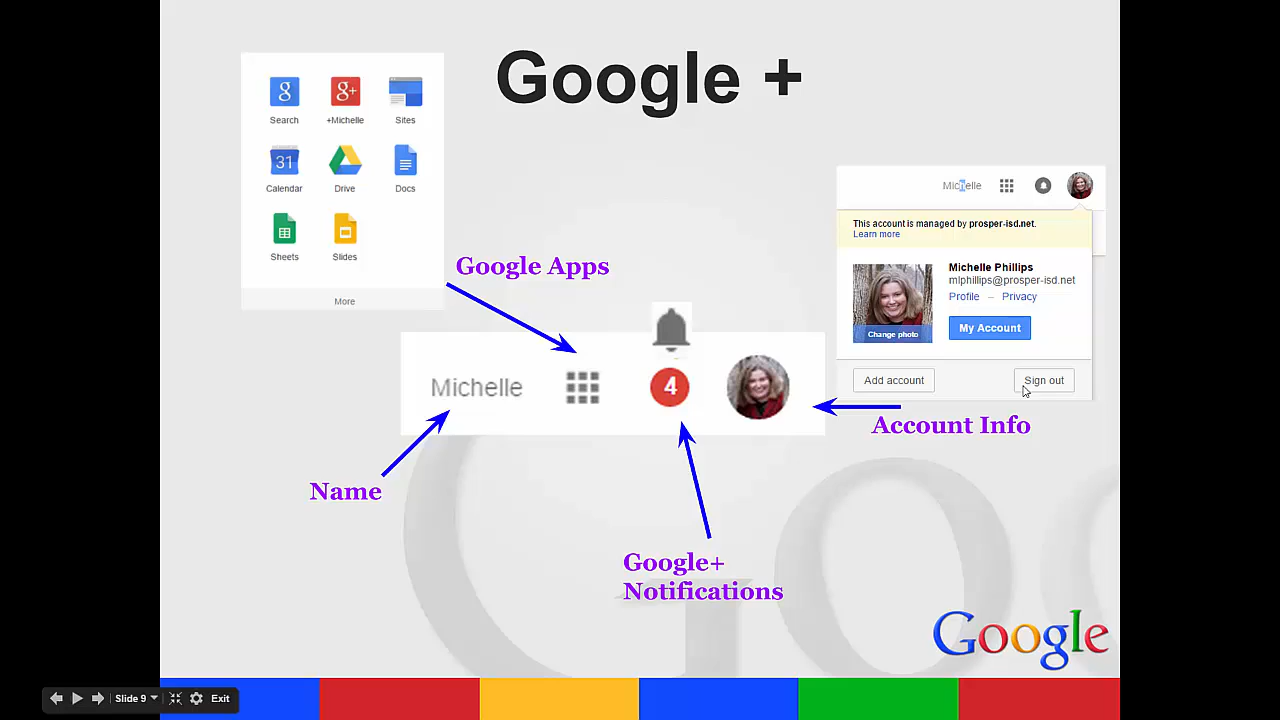 Google +
g
g+
Search
+Michelle
Sites
31
Calendar
Drive
Docs
Sheets
Slides
More
Google Apps
Michelle
4
Name
Google+
Notifications
Michelle
This account is managed by prosper-isd.net.
Learn more
Michelle Phillips
mlphillips@prosper-isd.net
Profile – Privacy
Change photo
My Account
Add account
Sign out
Account Info
Goo
Google
Slide 9
Exit